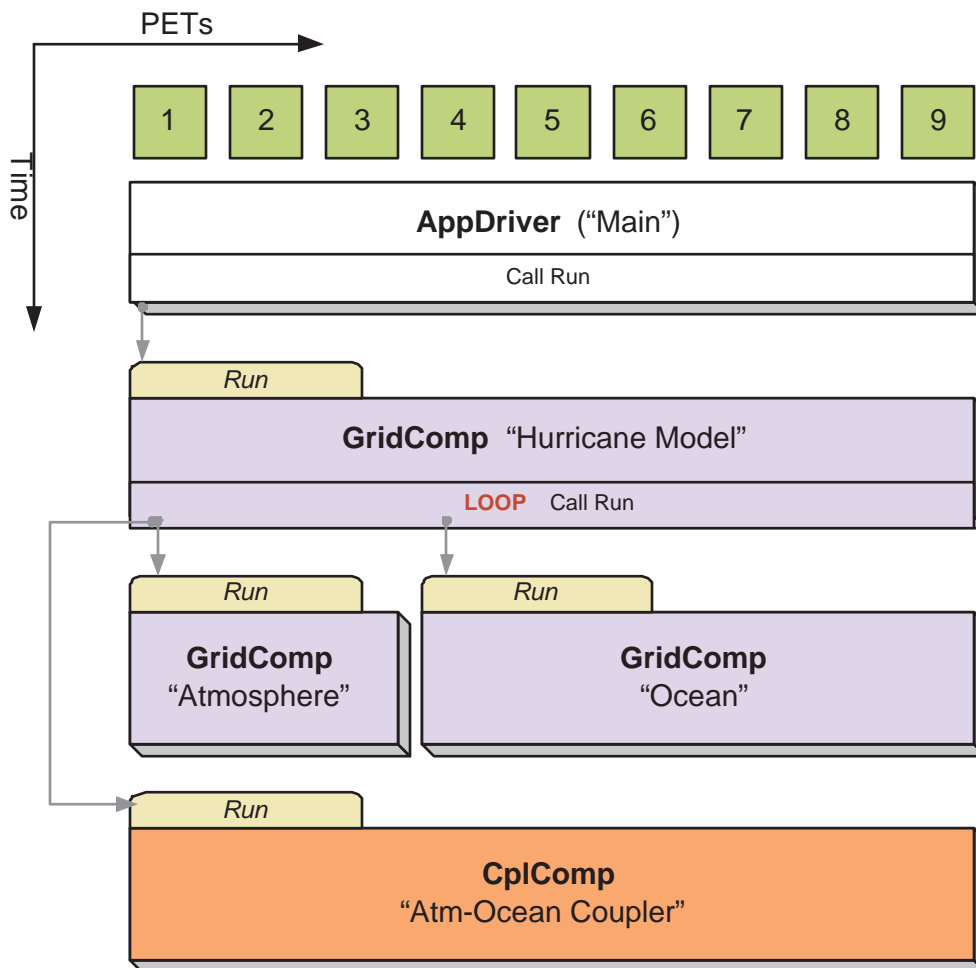 PETs
Time
1 2 3 4 5 6 7 8 9
AppDriver (“Main”)
Call Run
Run
GridComp “Hurricane Model”
LOOP Call Run
Run
GridComp
“Atmosphere”
Run
GridComp
“Ocean”
Run
CplComp
“Atm-Ocean Coupler”